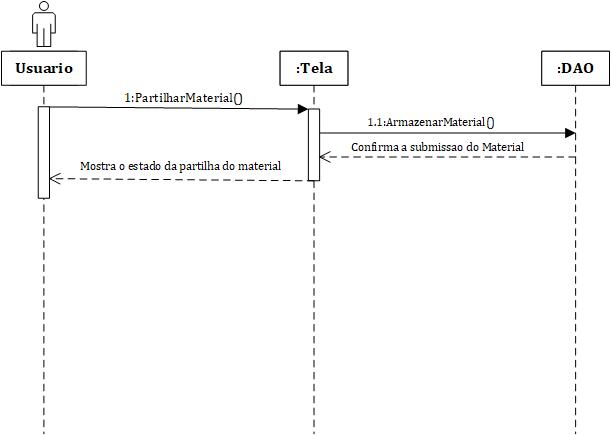 Usuario
:Tela
:DAO
1:PartilharMaterial()
1.1:ArmazenarMaterial()
Confirma a submissao do Material
Mostra o estado da partilha do material